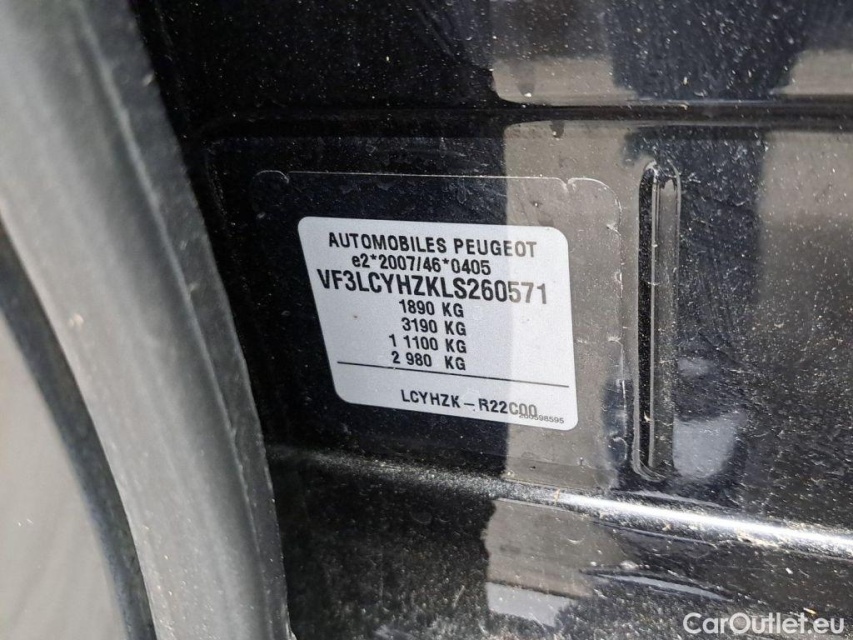 AUTOMOBILES PEUGEOT
e2*2007/46*0405
VF3LCYHZKLS260571
1890 KG
3190 KG
1 1100 KG
2 980 KG
LCYHZK-R22C00
200598595
CarOutlet.eu